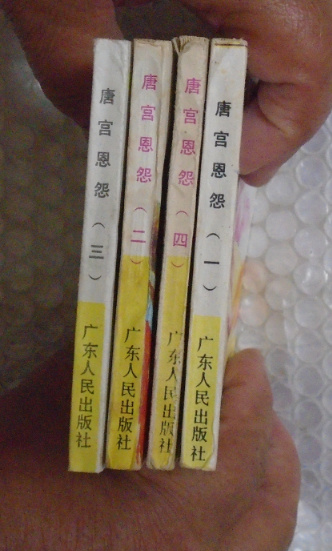 唐宫恩怨（三） 广东人民出版社
唐宫恩怨（二） 广东人民出版社
唐宫恩怨（四） 广东人民出版社
唐宫恩怨（一） 广东人民出版社